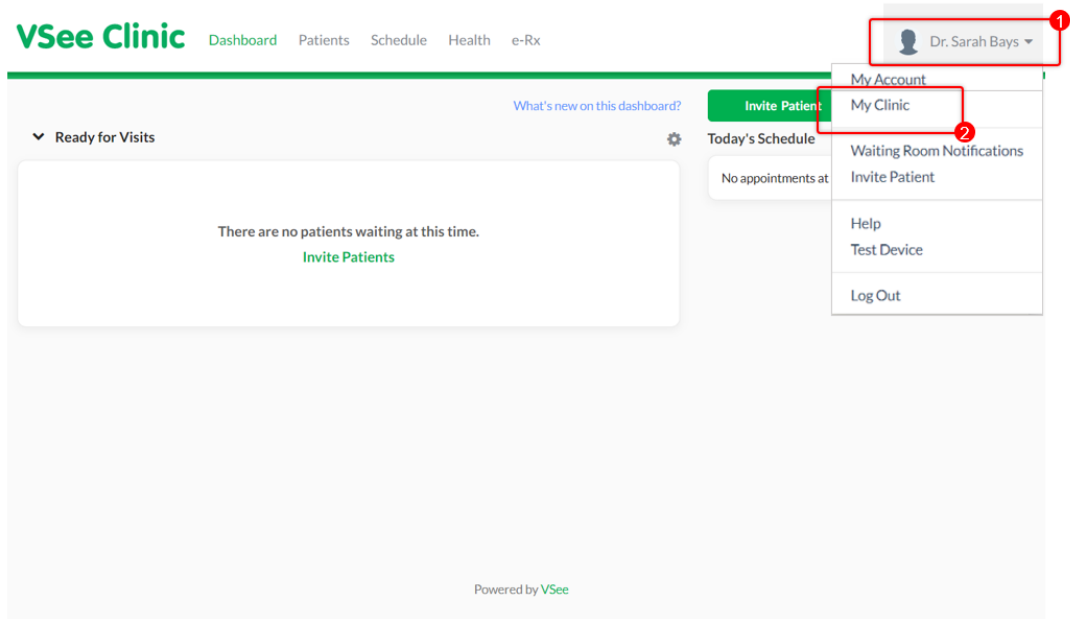 VSee Clinic Dashboard Patients Schedule Health e-Rx Dr. Sarah Bays 1
My Account
What's new on this dashboard? Invite Patient My Clinic
2
Ready for Visits Today's Schedule
Waiting Room Notifications
No appointments at Invite Patient
There are no patients waiting at this time. Help
Invite Patients Test Device
Log Out
Powered by VSee